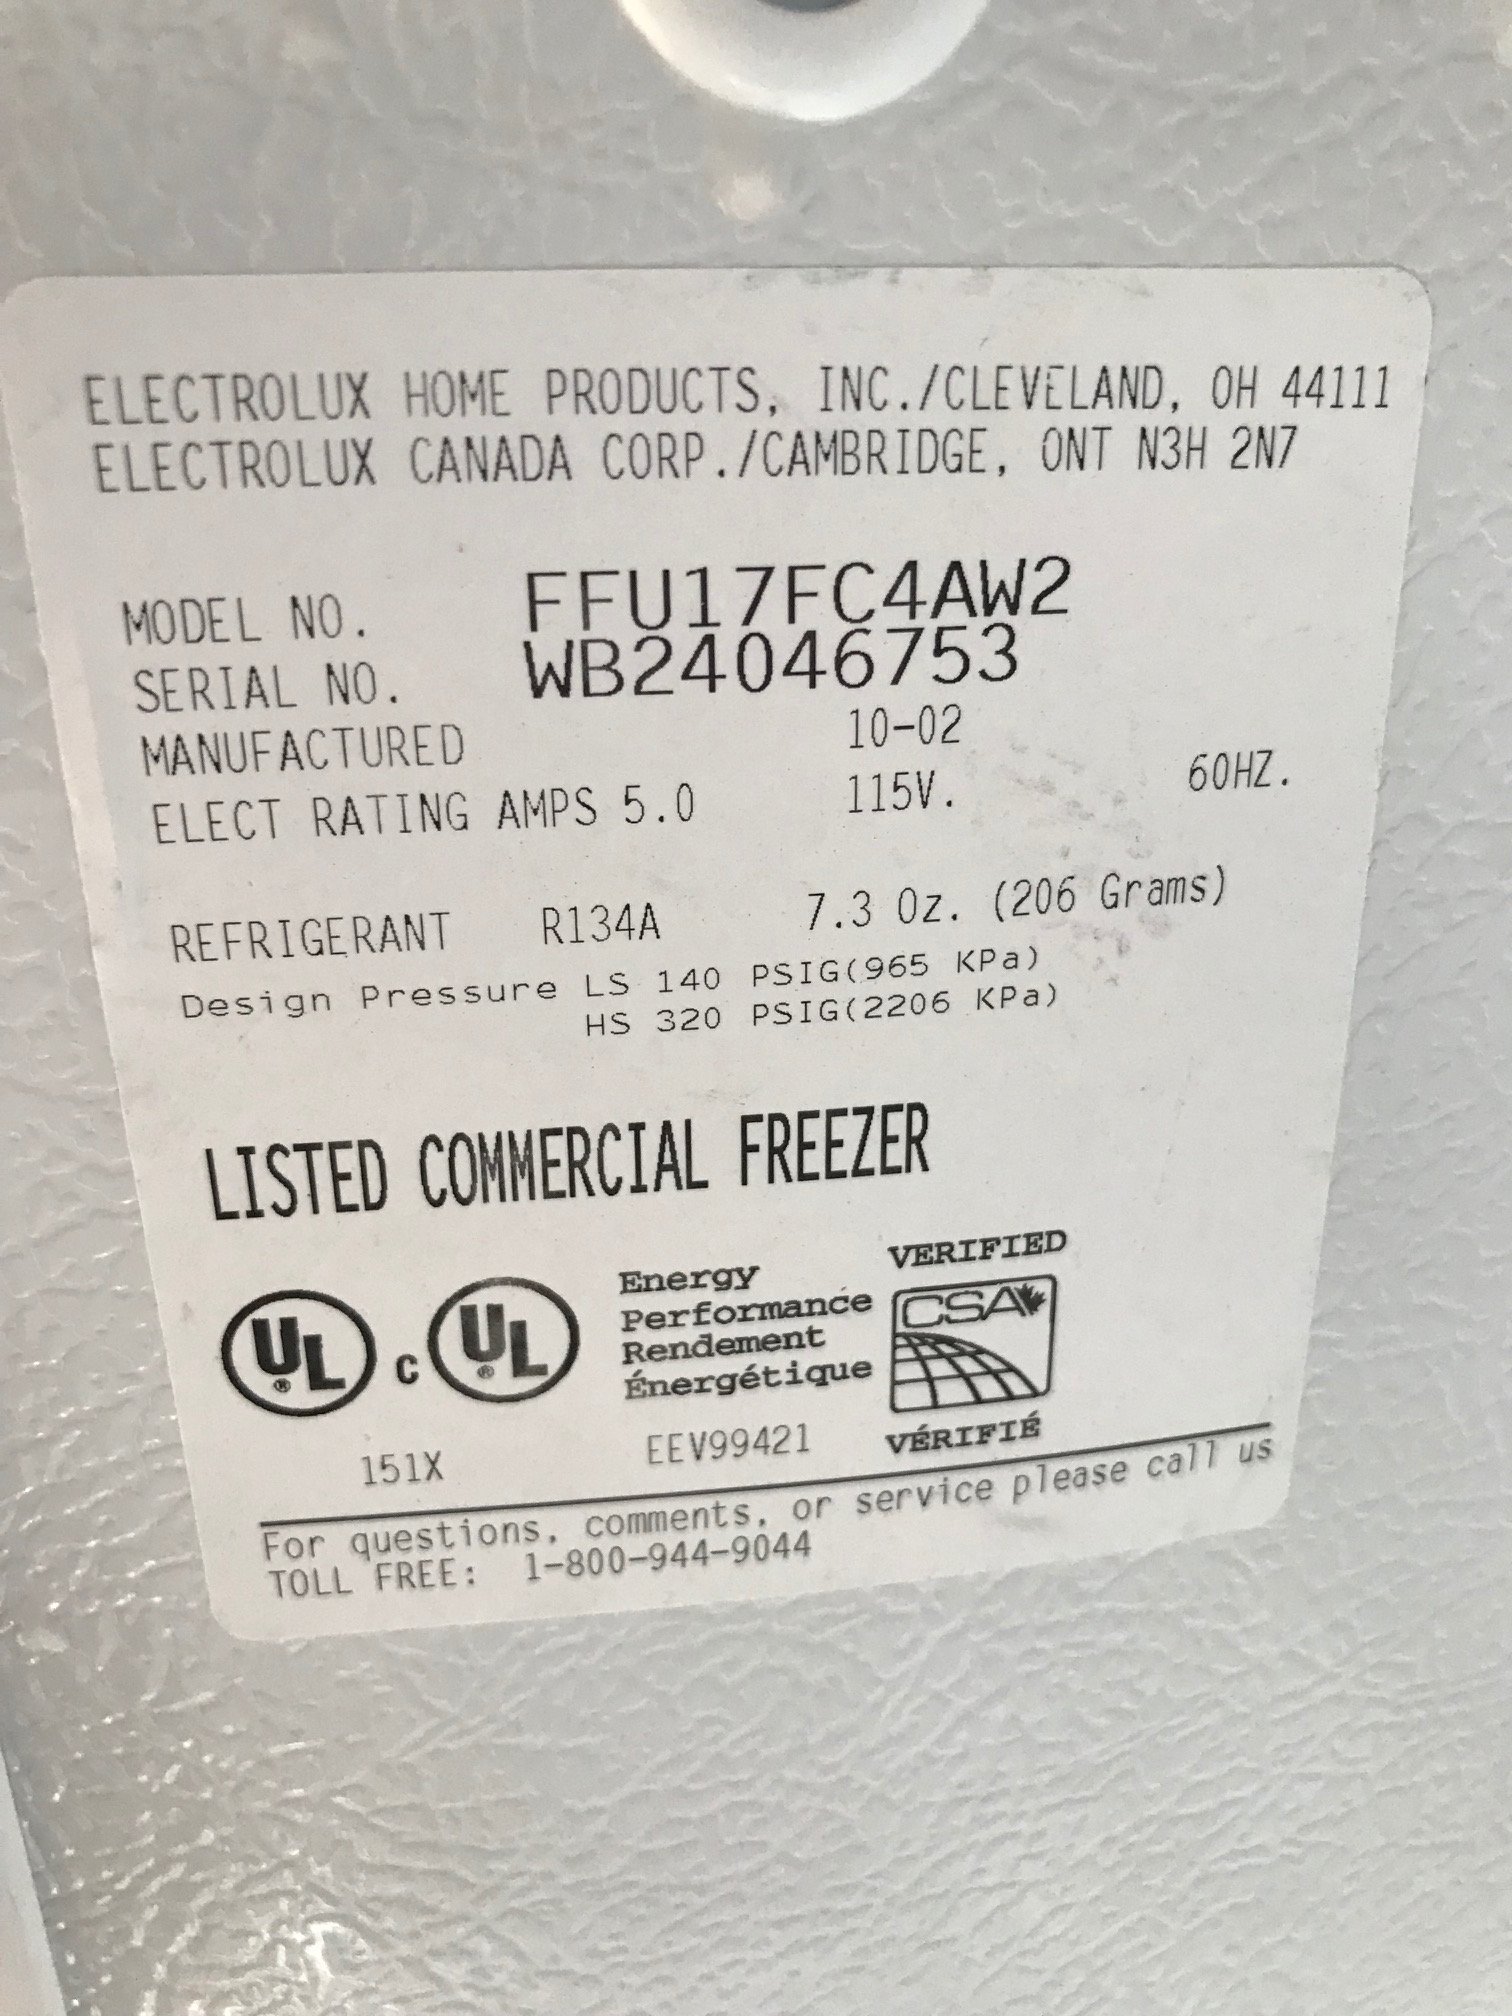 ELECTROLUX HOME PRODUCTS, INC./CLEVELAND, OH 44111
ELECTROLUX CANADA CORP./CAMBRIDGE, ONT N3H 2N7
MODEL NO. FFU17FC4AW2
SERIAL NO. WB24046753
MANUFACTURED 10-02
ELECT RATING AMPS 5.0 115V. 60HZ.
REFRIGERANT R134A 7.3 Oz. (206 Grams)
Design Pressure LS 140 PSIG(965 KPa)
HS 320 PSIG(2206 KPa)
LISTED COMMERCIAL FREEZER
UL® C UL®
151X
Energy
Performance
Rendement
Énergétique
EEV99421
VERIFIED
CSA
VÉRIFIÉ
For questions, comments, or service please call us
TOLL FREE: 1-800-944-9044